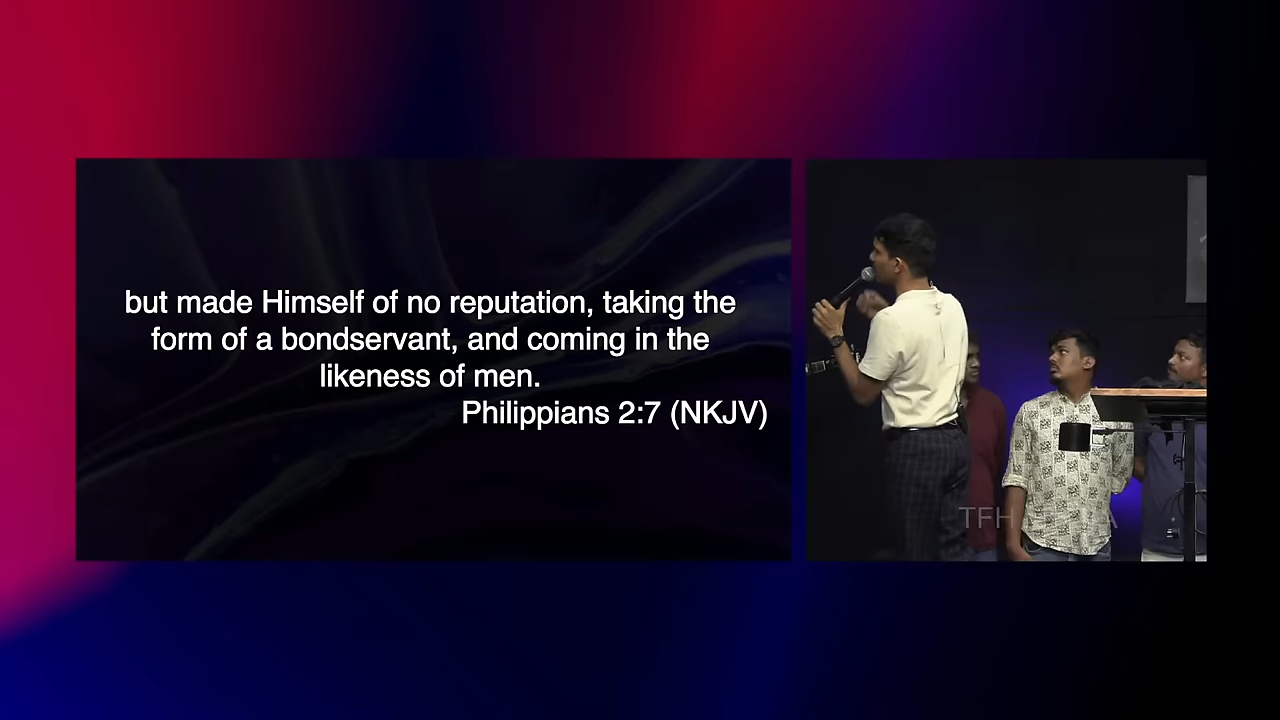 but made Himself of no reputation, taking the
form of a bondservant, and coming in the
likeness of men.
Philippians 2:7 (NKJV)
TFH